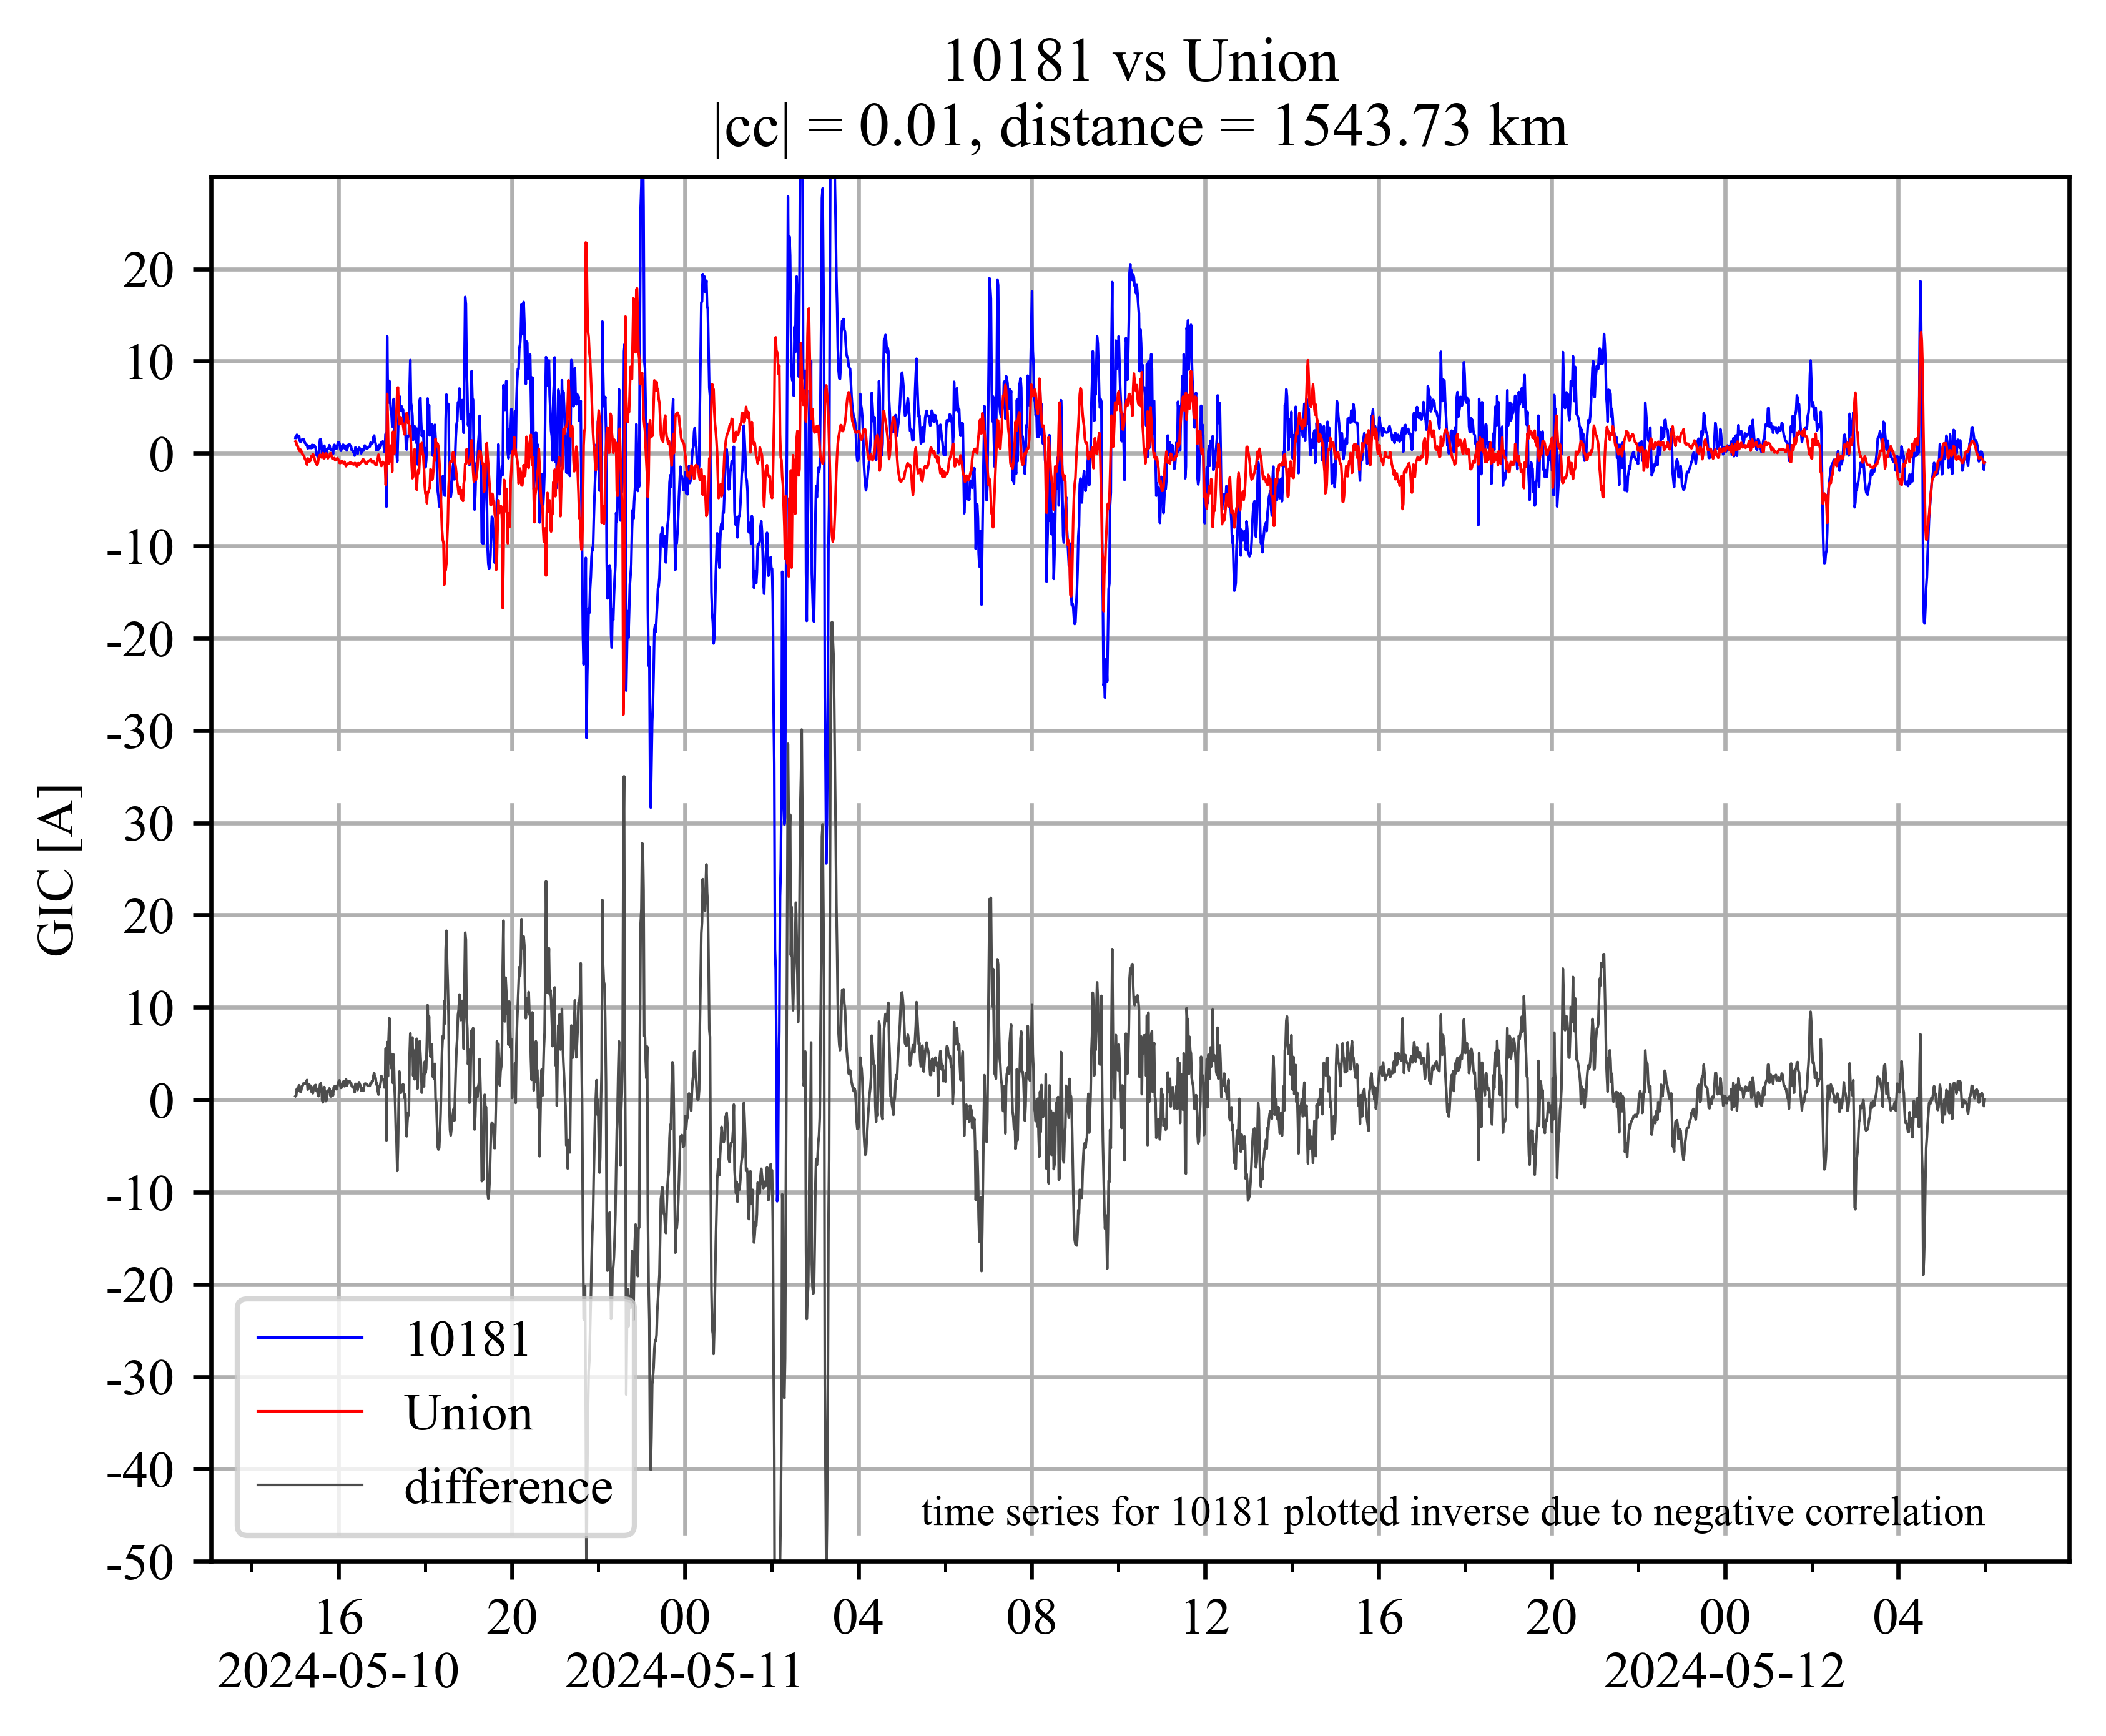 10181 vs Union
|cc| = 0.01, distance = 1543.73 km
20
10
0
-10
-20
-30
30
20
10
0
-10
-20
-30
-40
-50
GIC [A]
10181
Union
difference
time series for 10181 plotted inverse due to negative correlation
16 20 00 04 08 12 16 20 00 04
2024-05-10 2024-05-11 2024-05-12